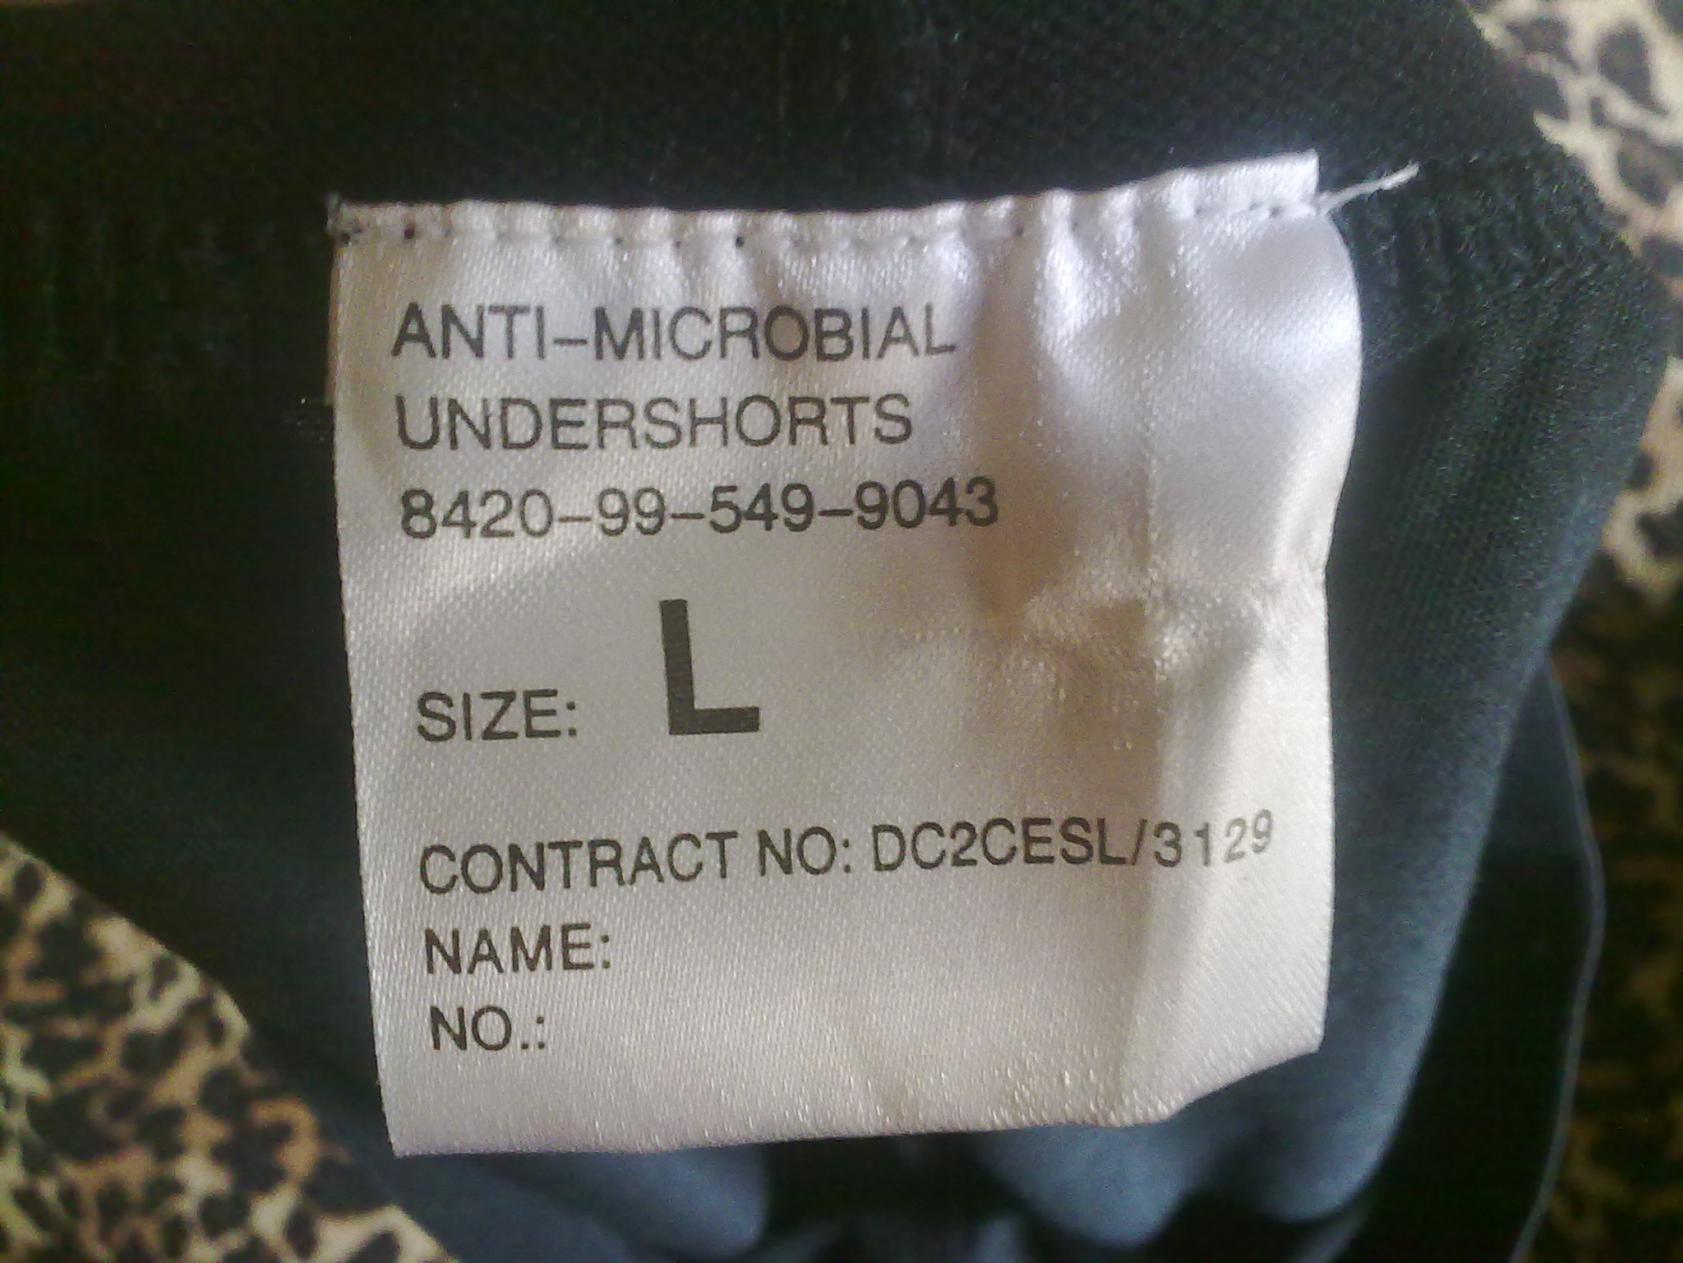 ANTI-MICROBIAL
UNDERSHORTS
8420-99-549-9043
SIZE: L
CONTRACT NO: DC2CESL/3129
NAME:
NO.: